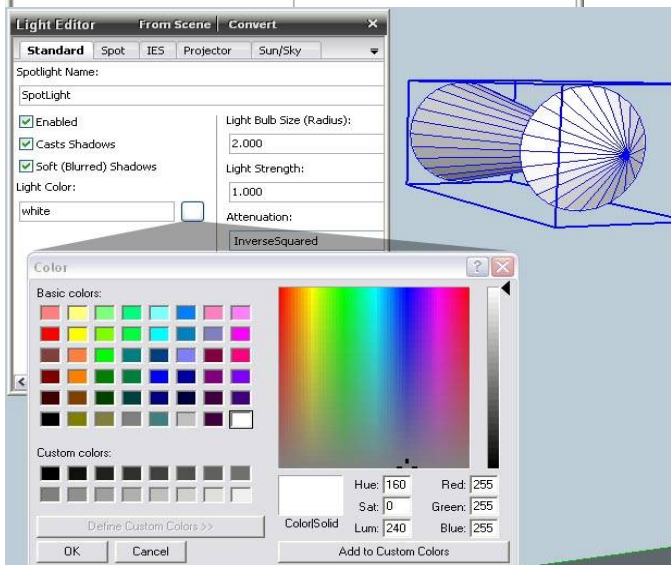 Light Editor From Scene Convert ×
Standard Spot IES Projector Sun/Sky
Spotlight Name:
SpotLight
Enabled
Casts Shadows
Soft (Blurred) Shadows
Light Color:
white
Light Bulb Size (Radius):
2.000
Light Strength:
1.000
Attenuation:
InverseSquared
Color
Basic colors:
Custom colors:
Define Custom Colors >>
OK Cancel
Color|Solid
Hue: 160 Red: 255
Sat: 0 Green: 255
Lum: 240 Blue: 255
Add to Custom Colors